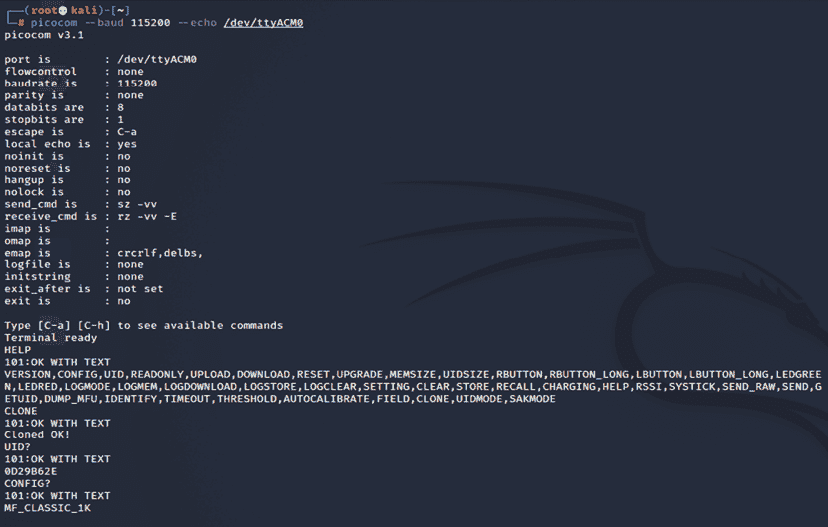 (root💀kali)-[~]
# picocom --baud 115200 --echo /dev/ttyACM0
picocom v3.1
port is : /dev/ttyACM0
flowcontrol : none
baudrate is : 115200
parity is : none
databits are : 8
stopbits are : 1
escape is : C-a
local echo is : yes
noinit is : no
noreset is : no
hangup is : no
nolock is : no
send_cmd is : sz -vv
receive_cmd is : rz -vv -E
imap is :
omap is :
emap is : crcrlf,delbs,
logfile is : none
initstring : none
exit_after is : not set
exit is : no
Type [C-a] [C-h] to see available commands
Terminal ready
HELP
101:OK WITH TEXT
VERSION,CONFIG,UID,READONLY,UPLOAD,DOWNLOAD,RESET,UPGRADE,MEMSIZE,UIDSIZE,RBUTTON,RBUTTON_LONG,LBUTTON,LBUTTON_LONG,LEDGREE
N,LEDRED,LOGMODE,LOGMEM,LOGDOWNLOAD,LOGSTORE,LOGCLEAR,SETTING,CLEAR,STORE,RECALL,CHARGING,HELP,RSSI,SYSTICK,SEND_RAW,SEND,G
ETUID,DUMP_MFU,IDENTIFY,TIMEOUT,THRESHOLD,AUTOCALIBRATE,FIELD,CLONE,UIDMODE,SAKMODE
CLONE
101:OK WITH TEXT
Cloned OK!
UID?
101:OK WITH TEXT
0D29B62E
CONFIG?
101:OK WITH TEXT
MF_CLASSIC_1K